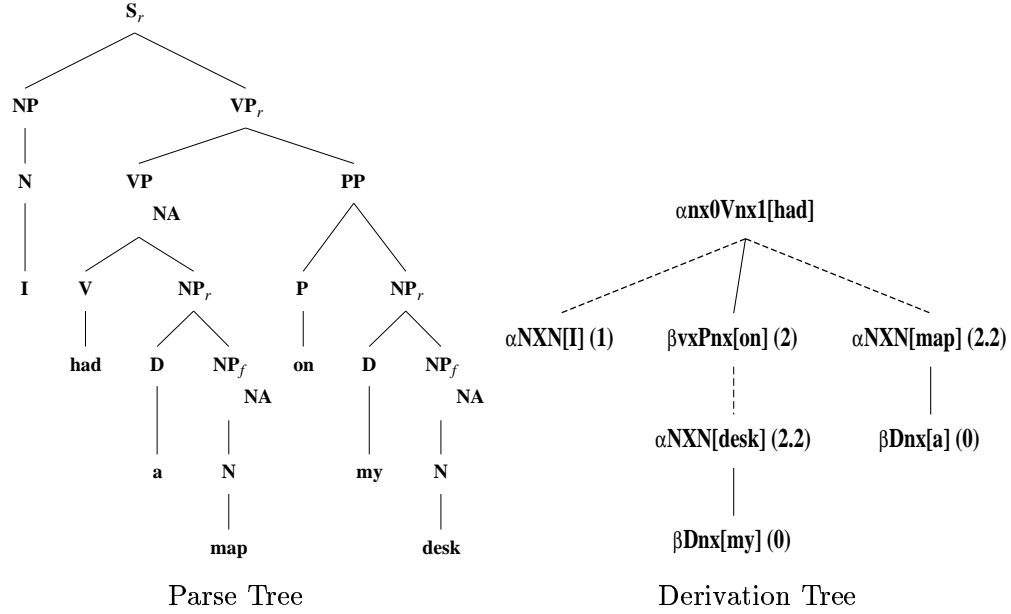 S_r
NP VP_r
N VP PP
NA
I V NP_r P NP_r
had D NP_f on D NP_f
NA NA
a N my N
map desk
Parse Tree
αnx0Vnx1[had]
αNXN[I] (1) βvxPnx[on] (2) αNXN[map] (2.2)
αNXN[desk] (2.2) βDnx[a] (0)
βDnx[my] (0)
Derivation Tree